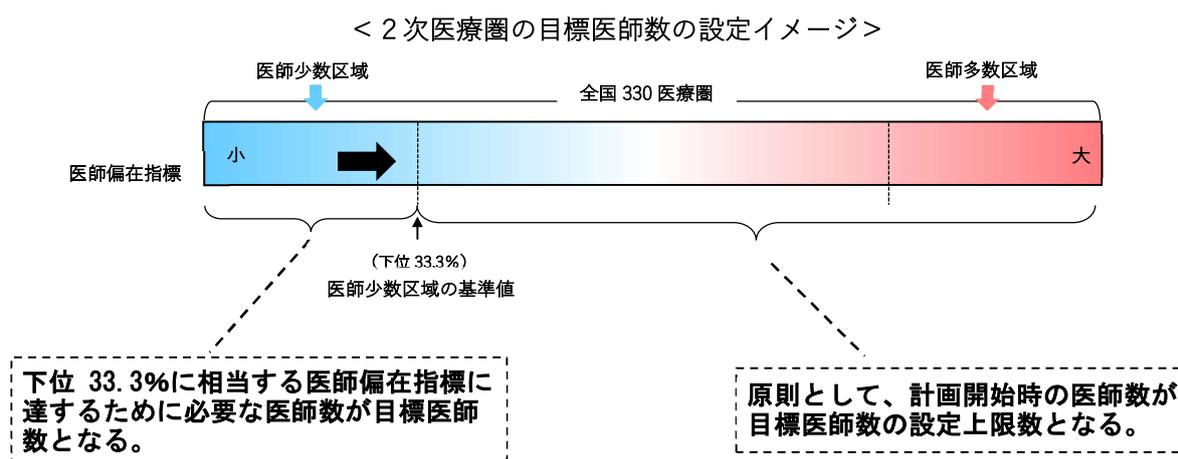 ＜２次医療圏の目標医師数の設定イメージ＞
医師少数区域
医師多数区域
全国 330 医療圏
小
大
医師偏在指標
（下位 33.3%）
医師少数区域の基準値
下位 33.3%に相当する医師偏在指標に
達するために必要な医師数が目標医師
数となる。
原則として、計画開始時の医師数が
目標医師数の設定上限数となる。